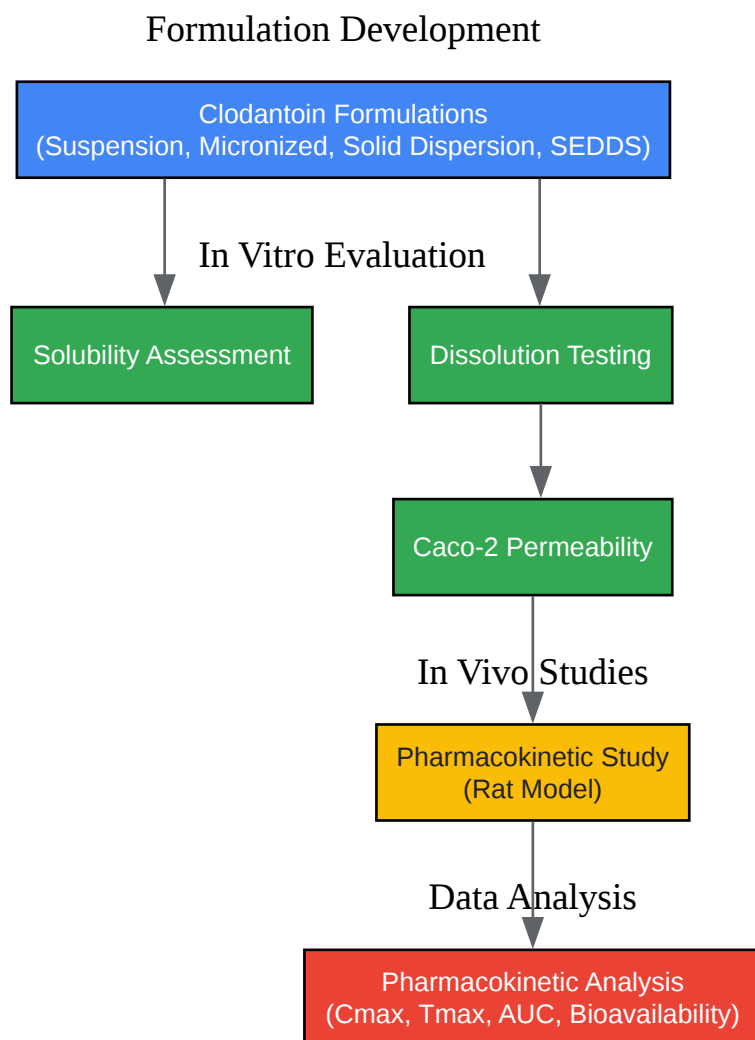 Formulation Development
Clodantoin Formulations
(Suspension, Micronized, Solid Dispersion, SEDDS)
In Vitro Evaluation
Solubility Assessment
Dissolution Testing
Caco-2 Permeability
In Vivo Studies
Pharmacokinetic Study
(Rat Model)
Data Analysis
Pharmacokinetic Analysis
(Cmax, Tmax, AUC, Bioavailability)